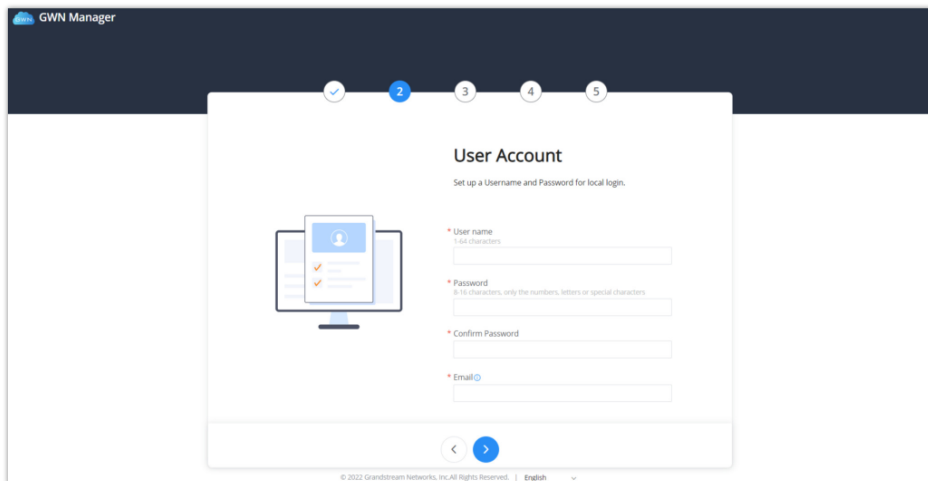 GWN GWN Manager
2 3 4 5
User Account
Set up a Username and Password for local login.
* User name
1-64 characters
* Password
8-16 characters, only the numbers, letters or special characters
* Confirm Password
* Email
© 2022 Grandstream Networks, Inc.All Rights Reserved. | English